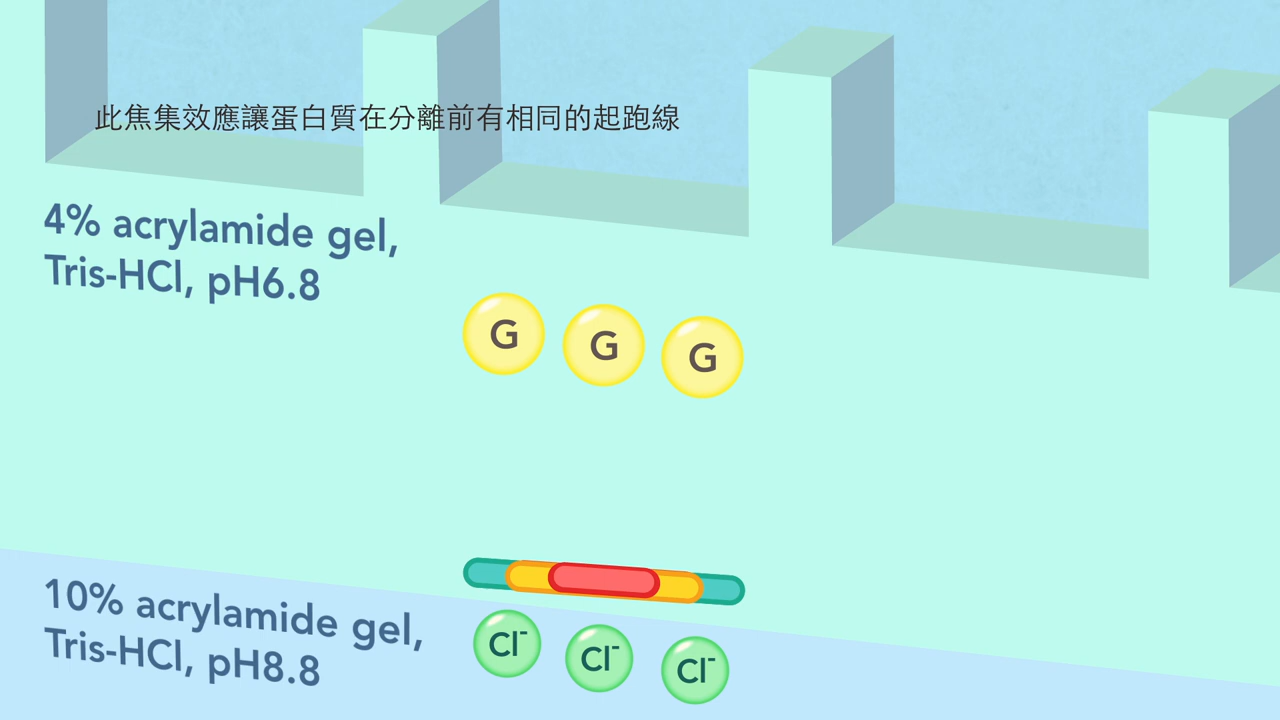 此焦集效應讓蛋白質在分離前有相同的起跑線
4% acrylamide gel,
Tris-HCl, pH6.8
G G G
10% acrylamide gel,
Tris-HCl, pH8.8
Cl⁻ Cl⁻ Cl⁻